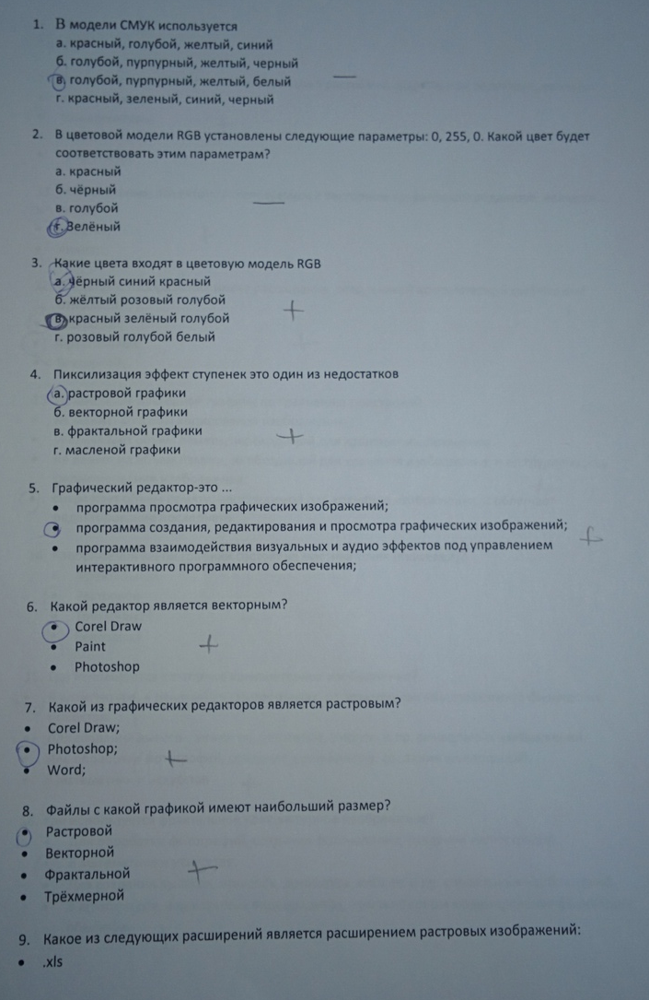 1. В модели СМУК используется
а. красный, голубой, желтый, синий
б. голубой, пурпурный, желтый, черный
в. голубой, пурпурный, желтый, белый
г. красный, зеленый, синий, черный
2. В цветовой модели RGB установлены следующие параметры: 0, 255, 0. Какой цвет будет
соответствовать этим параметрам?
а. красный
б. чёрный
в. голубой
г. Зелёный
3. Какие цвета входят в цветовую модель RGB
а. чёрный синий красный
б. жёлтый розовый голубой
в. красный зелёный голубой
г. розовый голубой белый
4. Пиксилизация эффект ступенек это один из недостатков
а. растровой графики
б. векторной графики
в. фрактальной графики
г. масленой графики
5. Графический редактор-это ...
• программа просмотра графических изображений;
• программа создания, редактирования и просмотра графических изображений;
• программа взаимодействия визуальных и аудио эффектов под управлением
интерактивного программного обеспечения;
6. Какой редактор является векторным?
• Corel Draw
• Paint
• Photoshop
7. Какой из графических редакторов является растровым?
• Corel Draw;
• Photoshop;
• Word;
8. Файлы с какой графикой имеют наибольший размер?
• Растровой
• Векторной
• Фрактальной
• Трёхмерной
9. Какое из следующих расширений является расширением растровых изображений:
• .xls